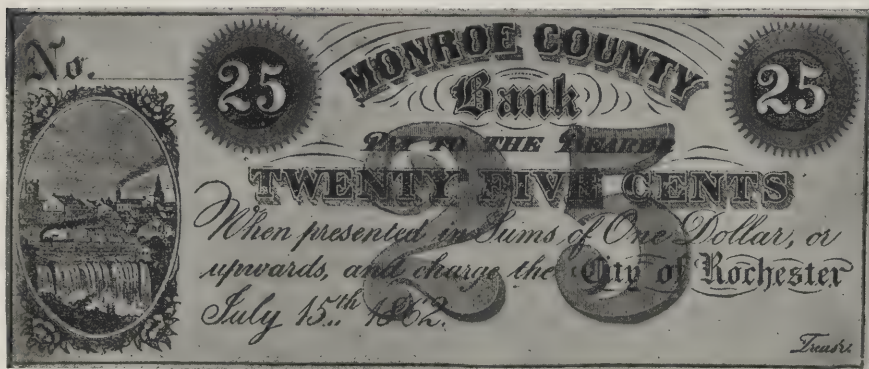 No.
25
MONROE COUNTY
25
Bank
PAY TO THE BEARER
TWENTY FIVE CENTS
25
When presented in Sums of One Dollar, or
upwards, and charge the City of Rochester
July 15th 1862.
Treasr.